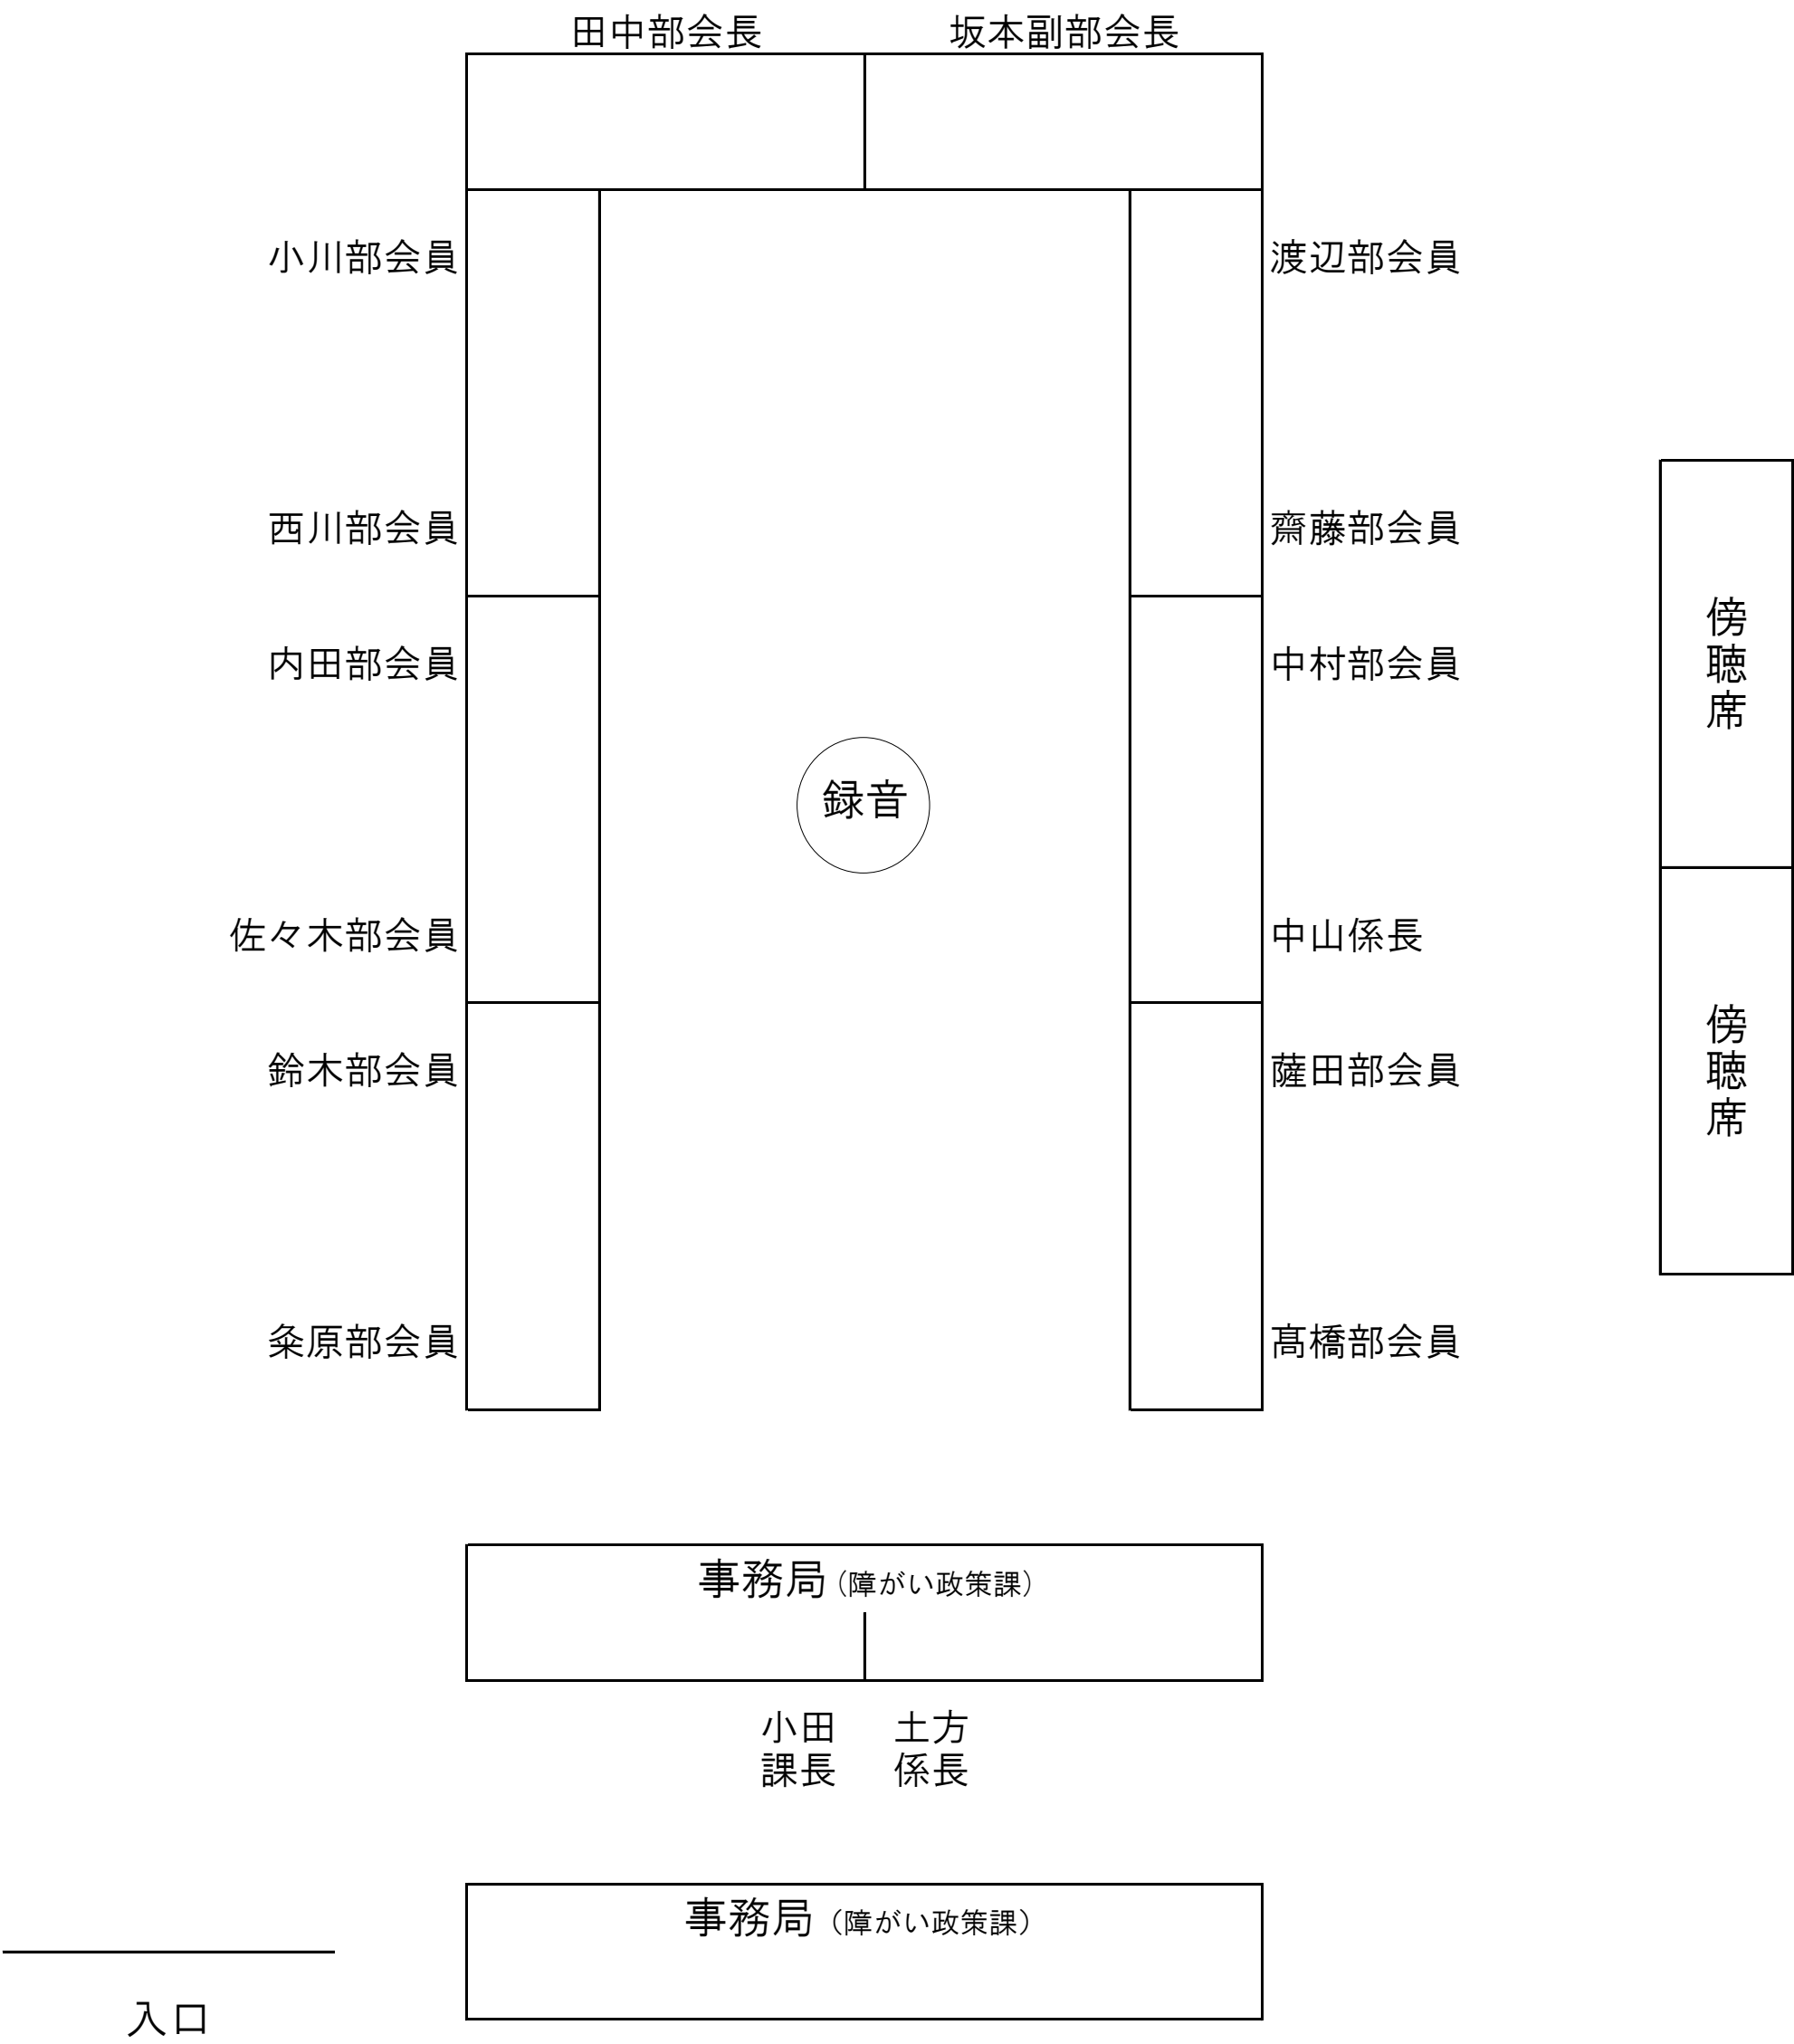 田中部会長
坂本副部会長
小川部会員
渡辺部会員
西川部会員
齋藤部会員
内田部会員
中村部会員
傍聴席
録音
佐々木部会員
中山係長
鈴木部会員
薩田部会員
傍聴席
粂原部会員
髙橋部会員
事務局(障がい政策課)
小田
課長
土方
係長
事務局(障がい政策課)
入口